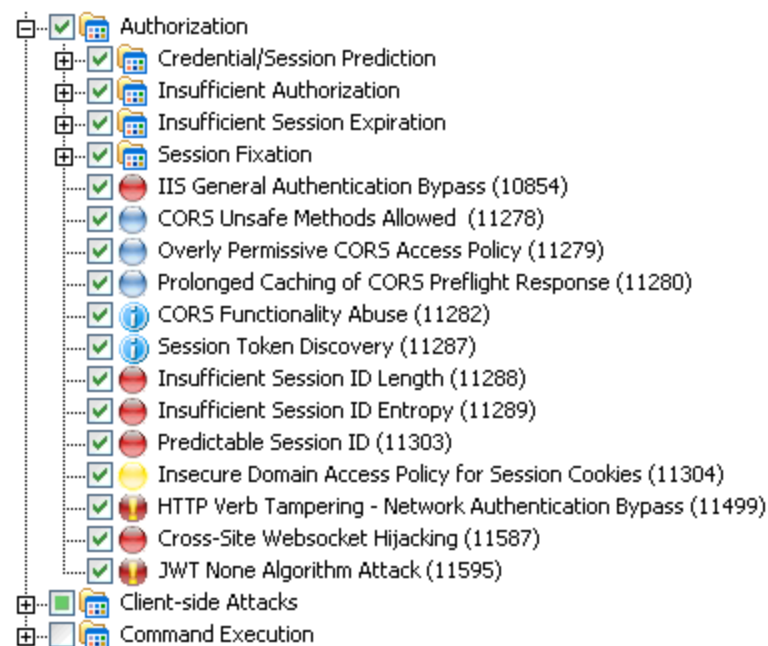 Authorization
Credential/Session Prediction
Insufficient Authorization
Insufficient Session Expiration
Session Fixation
IIS General Authentication Bypass (10854)
CORS Unsafe Methods Allowed (11278)
Overly Permissive CORS Access Policy (11279)
Prolonged Caching of CORS Preflight Response (11280)
CORS Functionality Abuse (11282)
Session Token Discovery (11287)
Insufficient Session ID Length (11288)
Insufficient Session ID Entropy (11289)
Predictable Session ID (11303)
Insecure Domain Access Policy for Session Cookies (11304)
HTTP Verb Tampering - Network Authentication Bypass (11499)
Cross-Site Websocket Hijacking (11587)
JWT None Algorithm Attack (11595)
Client-side Attacks
Command Execution